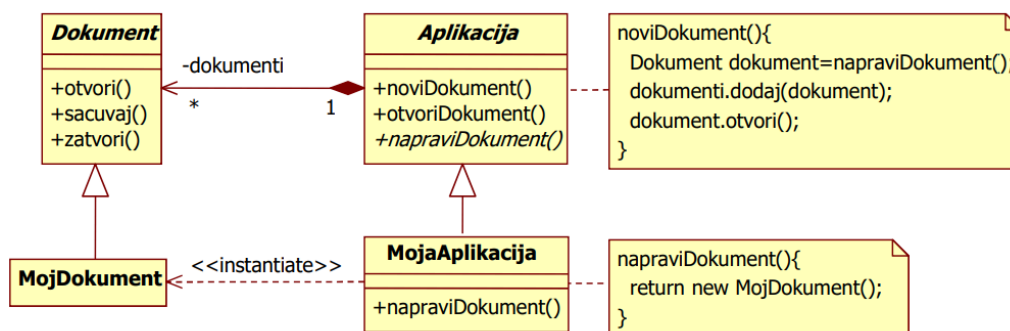 Dokument
+otvori()
+sacuvaj()
+zatvori()
-dokumenti
*
1
Aplikacija
+noviDokument()
+otvoriDokument()
+napraviDokument()
noviDokument(){
Dokument dokument=napraviDokument();
dokumenti.dodaj(dokument);
dokument.otvori();
}
MojDokument
<<instantiate>>
MojaAplikacija
+napraviDokument()
napraviDokument(){
return new MojDokument();
}